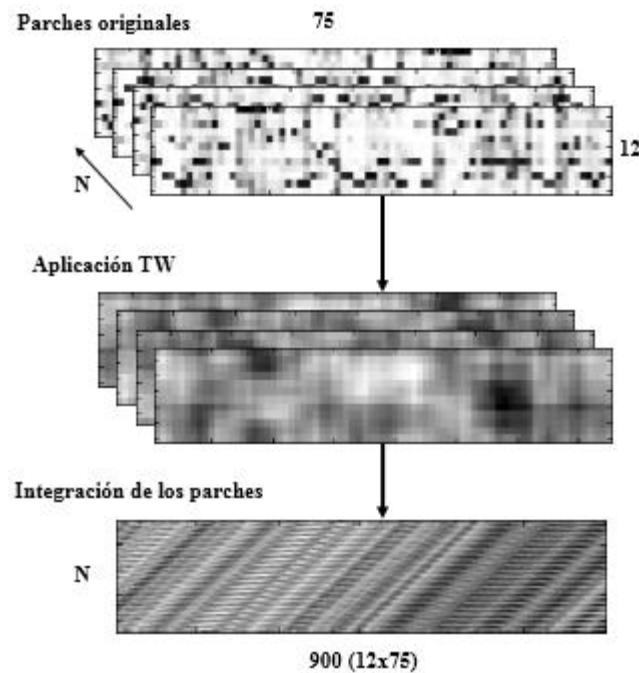 Parches originales
75
12
N
Aplicación TW
Integración de los parches
N
900 (12x75)